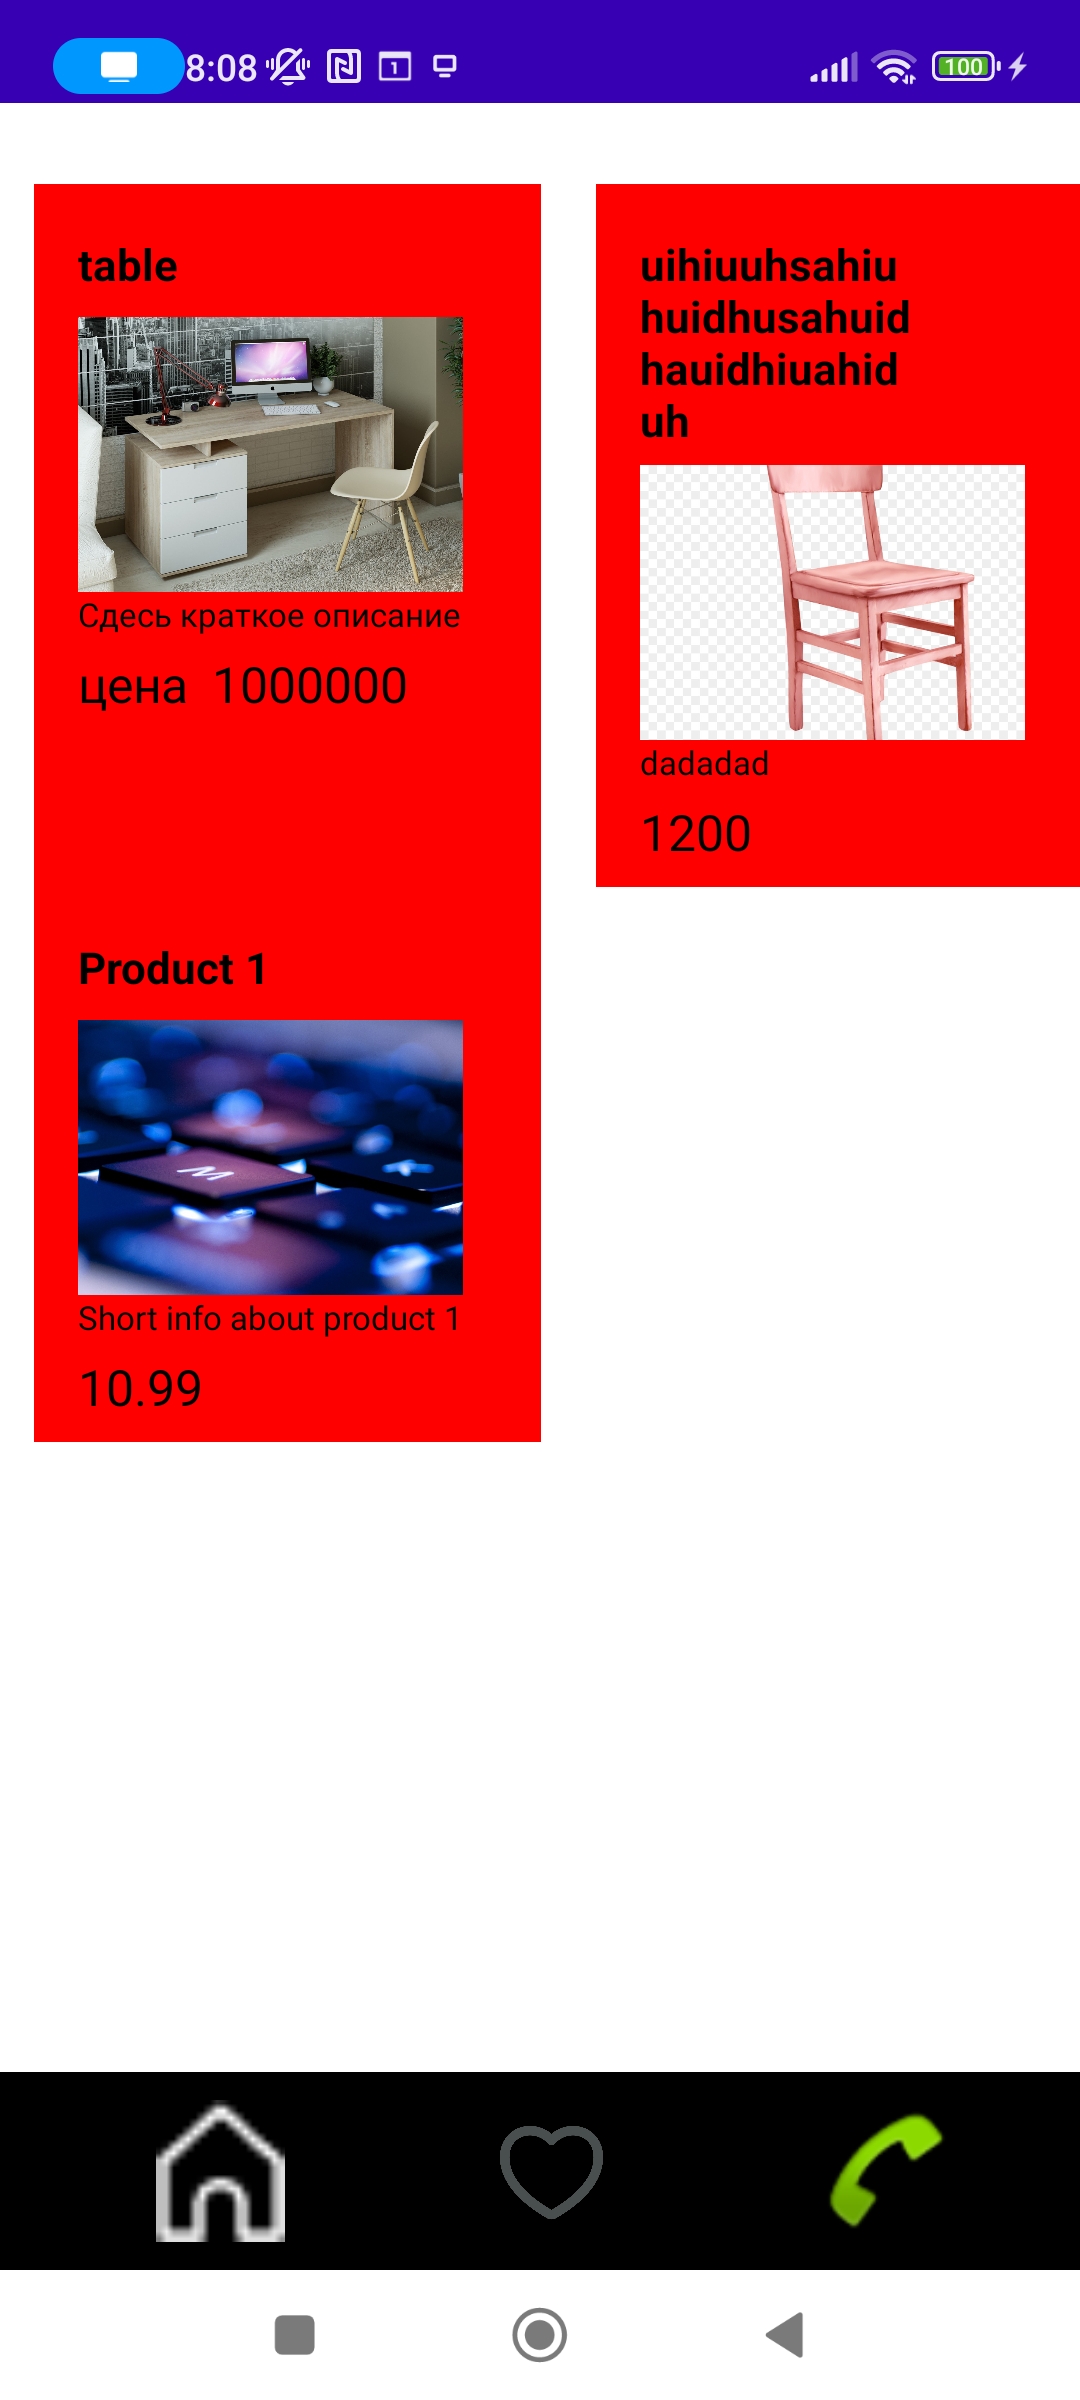 8:08
1
100
table
Сдесь краткое описание
цена 1000000
uihiuuhsahiu
huidhusahuid
hauidhiuahid
uh
dadadad
1200
Product 1
M
Short info about product 1
10.99